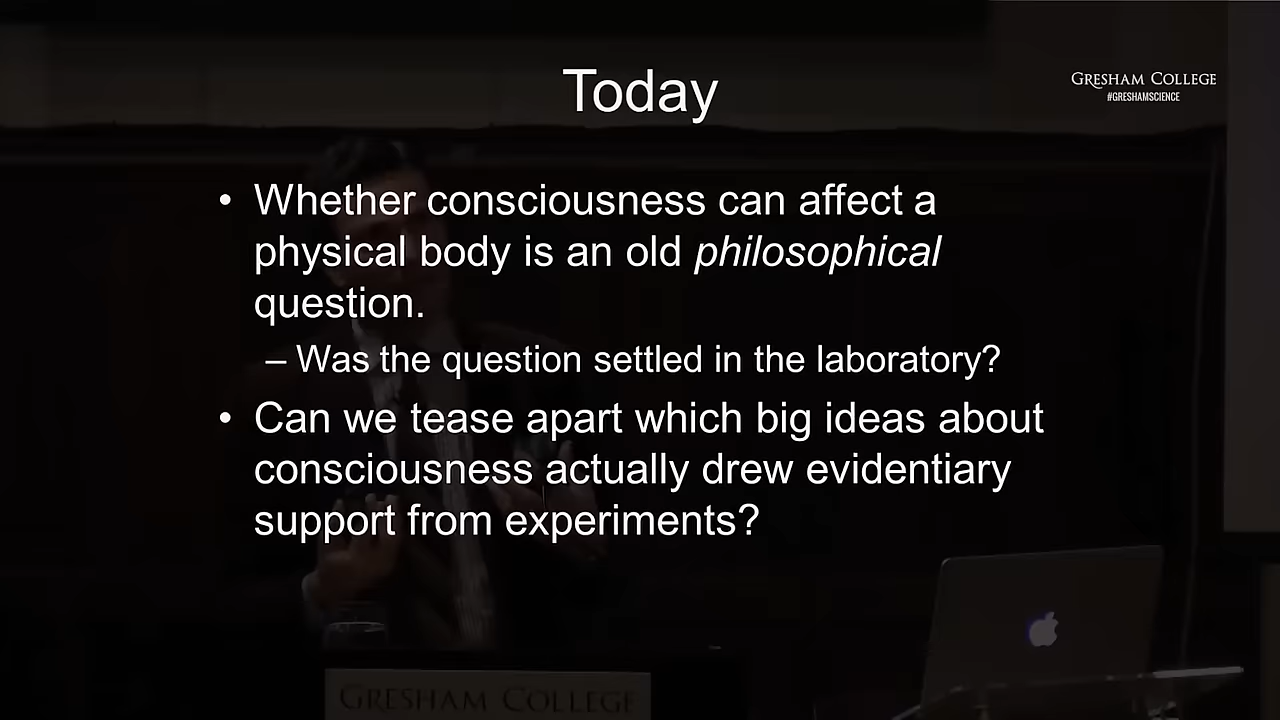 Today
GRESHAM COLLEGE
#GRESHAMSCIENCE
• Whether consciousness can affect a
physical body is an old philosophical
question.
– Was the question settled in the laboratory?
• Can we tease apart which big ideas about
consciousness actually drew evidentiary
support from experiments?
GRESHAM COLLEGE